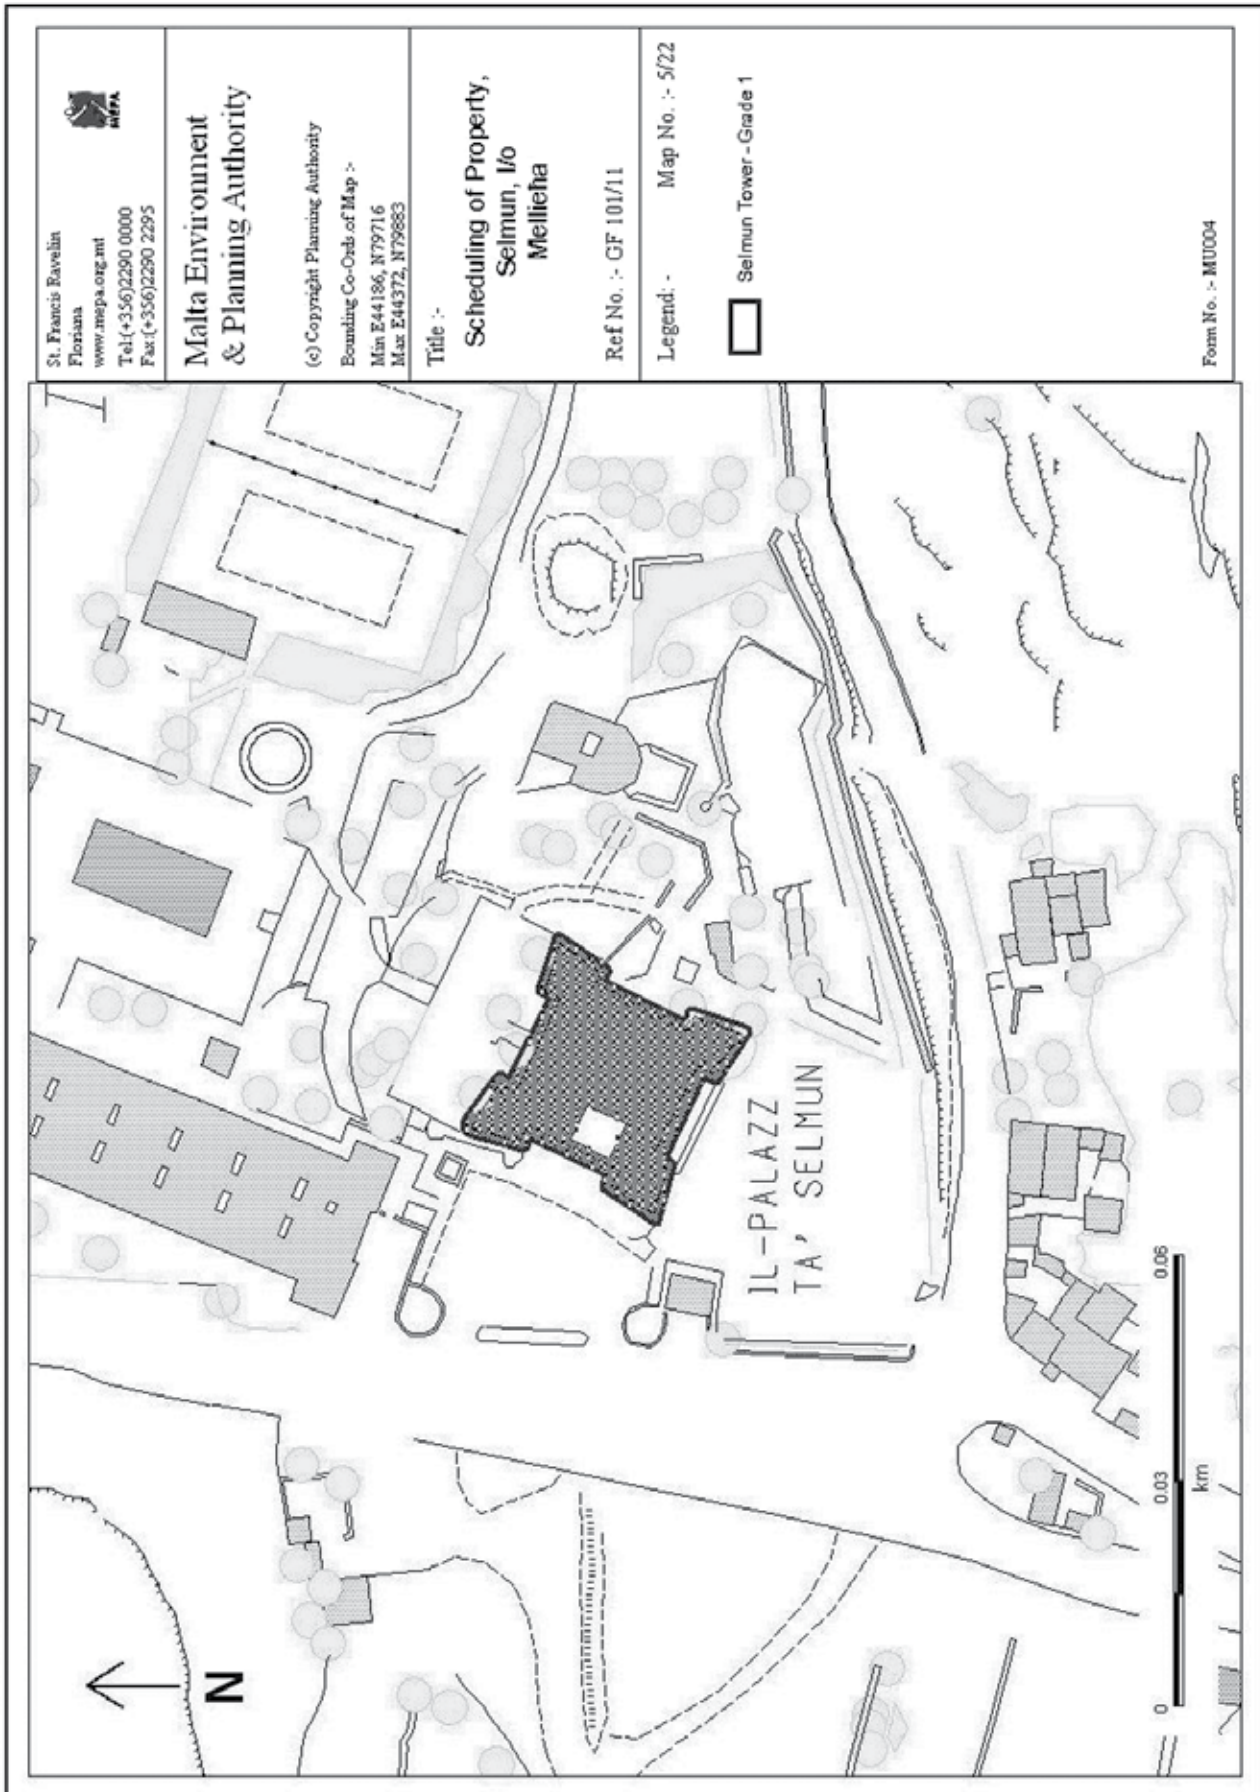 St. Francis Ravelin
Floriana
www.mepa.org.mt
Tel:(+356)2290 0000
Fax:(+356)2290 2295
MEPA
Malta Environment
& Planning Authority
(c) Copyright Planning Authority
Bounding Co-Ords of Map :-
Min E44186, N79716
Max E44372, N79883
Title :-
Scheduling of Property,
Selmun, l/o
Mellieħa
Ref No. :- GF 101/11
Legend: - Map No. :- 5/22
Selmun Tower - Grade 1
Form No. :- MU004
IL-PALAZZ
TA' SELMUN
N
0 0.03 0.06
km